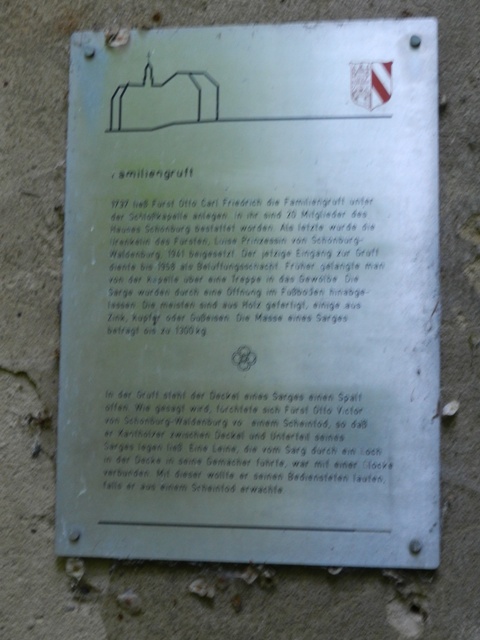 amiliengruft
1737 ließ Fürst Otto Carl Friedrich die Familiengruft unter
der Schloßkapelle anlegen. In ihr sind 20 Mitglieder des
Hauses Schönburg bestattet worden. Als letzte wurde die
Urenkelin des Fürsten, Luise Prinzessin von Schönburg-
Waldenburg, 1961 beigesetzt. Der jetzige Eingang zur Gruft
diente bis 1958 als Belüftungsschacht. Früher gelangte man
von der Kapelle über eine Treppe in das Gewölbe. Die
Särge wurden durch eine Öffnung im Fußboden hinabge-
lassen. Die meisten sind aus Holz gefertigt, einige aus
Zink, Kupfer oder Gußeisen. Die Masse eines Sarges
beträgt bis zu 1300 kg.
In der Gruft steht der Deckel eines Sarges einen Spalt
offen. Wie gesagt wird, fürchtete sich Fürst Otto Victor
von Schönburg-Waldenburg vo einem Scheintod, so daß
er Kanthölzer zwischen Deckel und Unterteil seines
Sarges legen ließ. Eine Leine, die vom Sarg durch ein Loch
in der Decke in seine Gemächer führte, war mit einer Glocke
verbunden. Mit dieser wollte er seinen Bediensteten läuten,
falls er aus einem Scheintod erwachte.